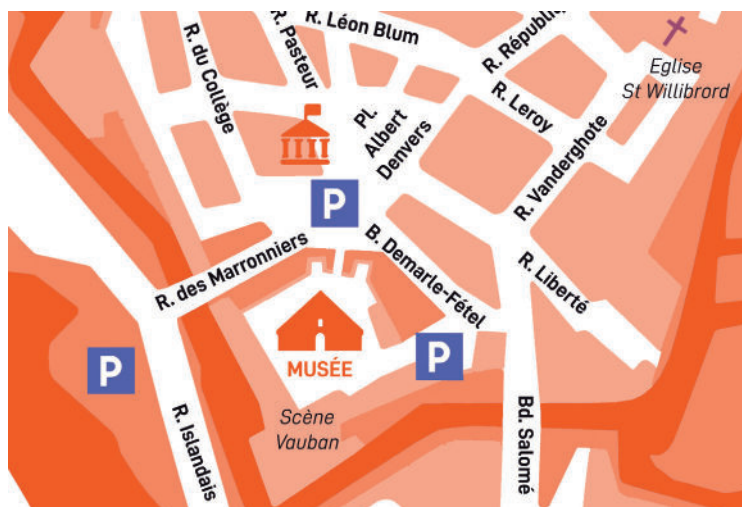 R. Léon Blum
R. Pasteur
R. du Collège
R. Républiq
Eglise
St Willibrord
R. Leroy
Pl.
Albert
Denvers
R. Vanderghote
P
R. des Marronniers
B. Demarle-Fétel
R. Liberté
P
P
MUSÉE
Scène
Vauban
R. Islandais
Bd. Salomé